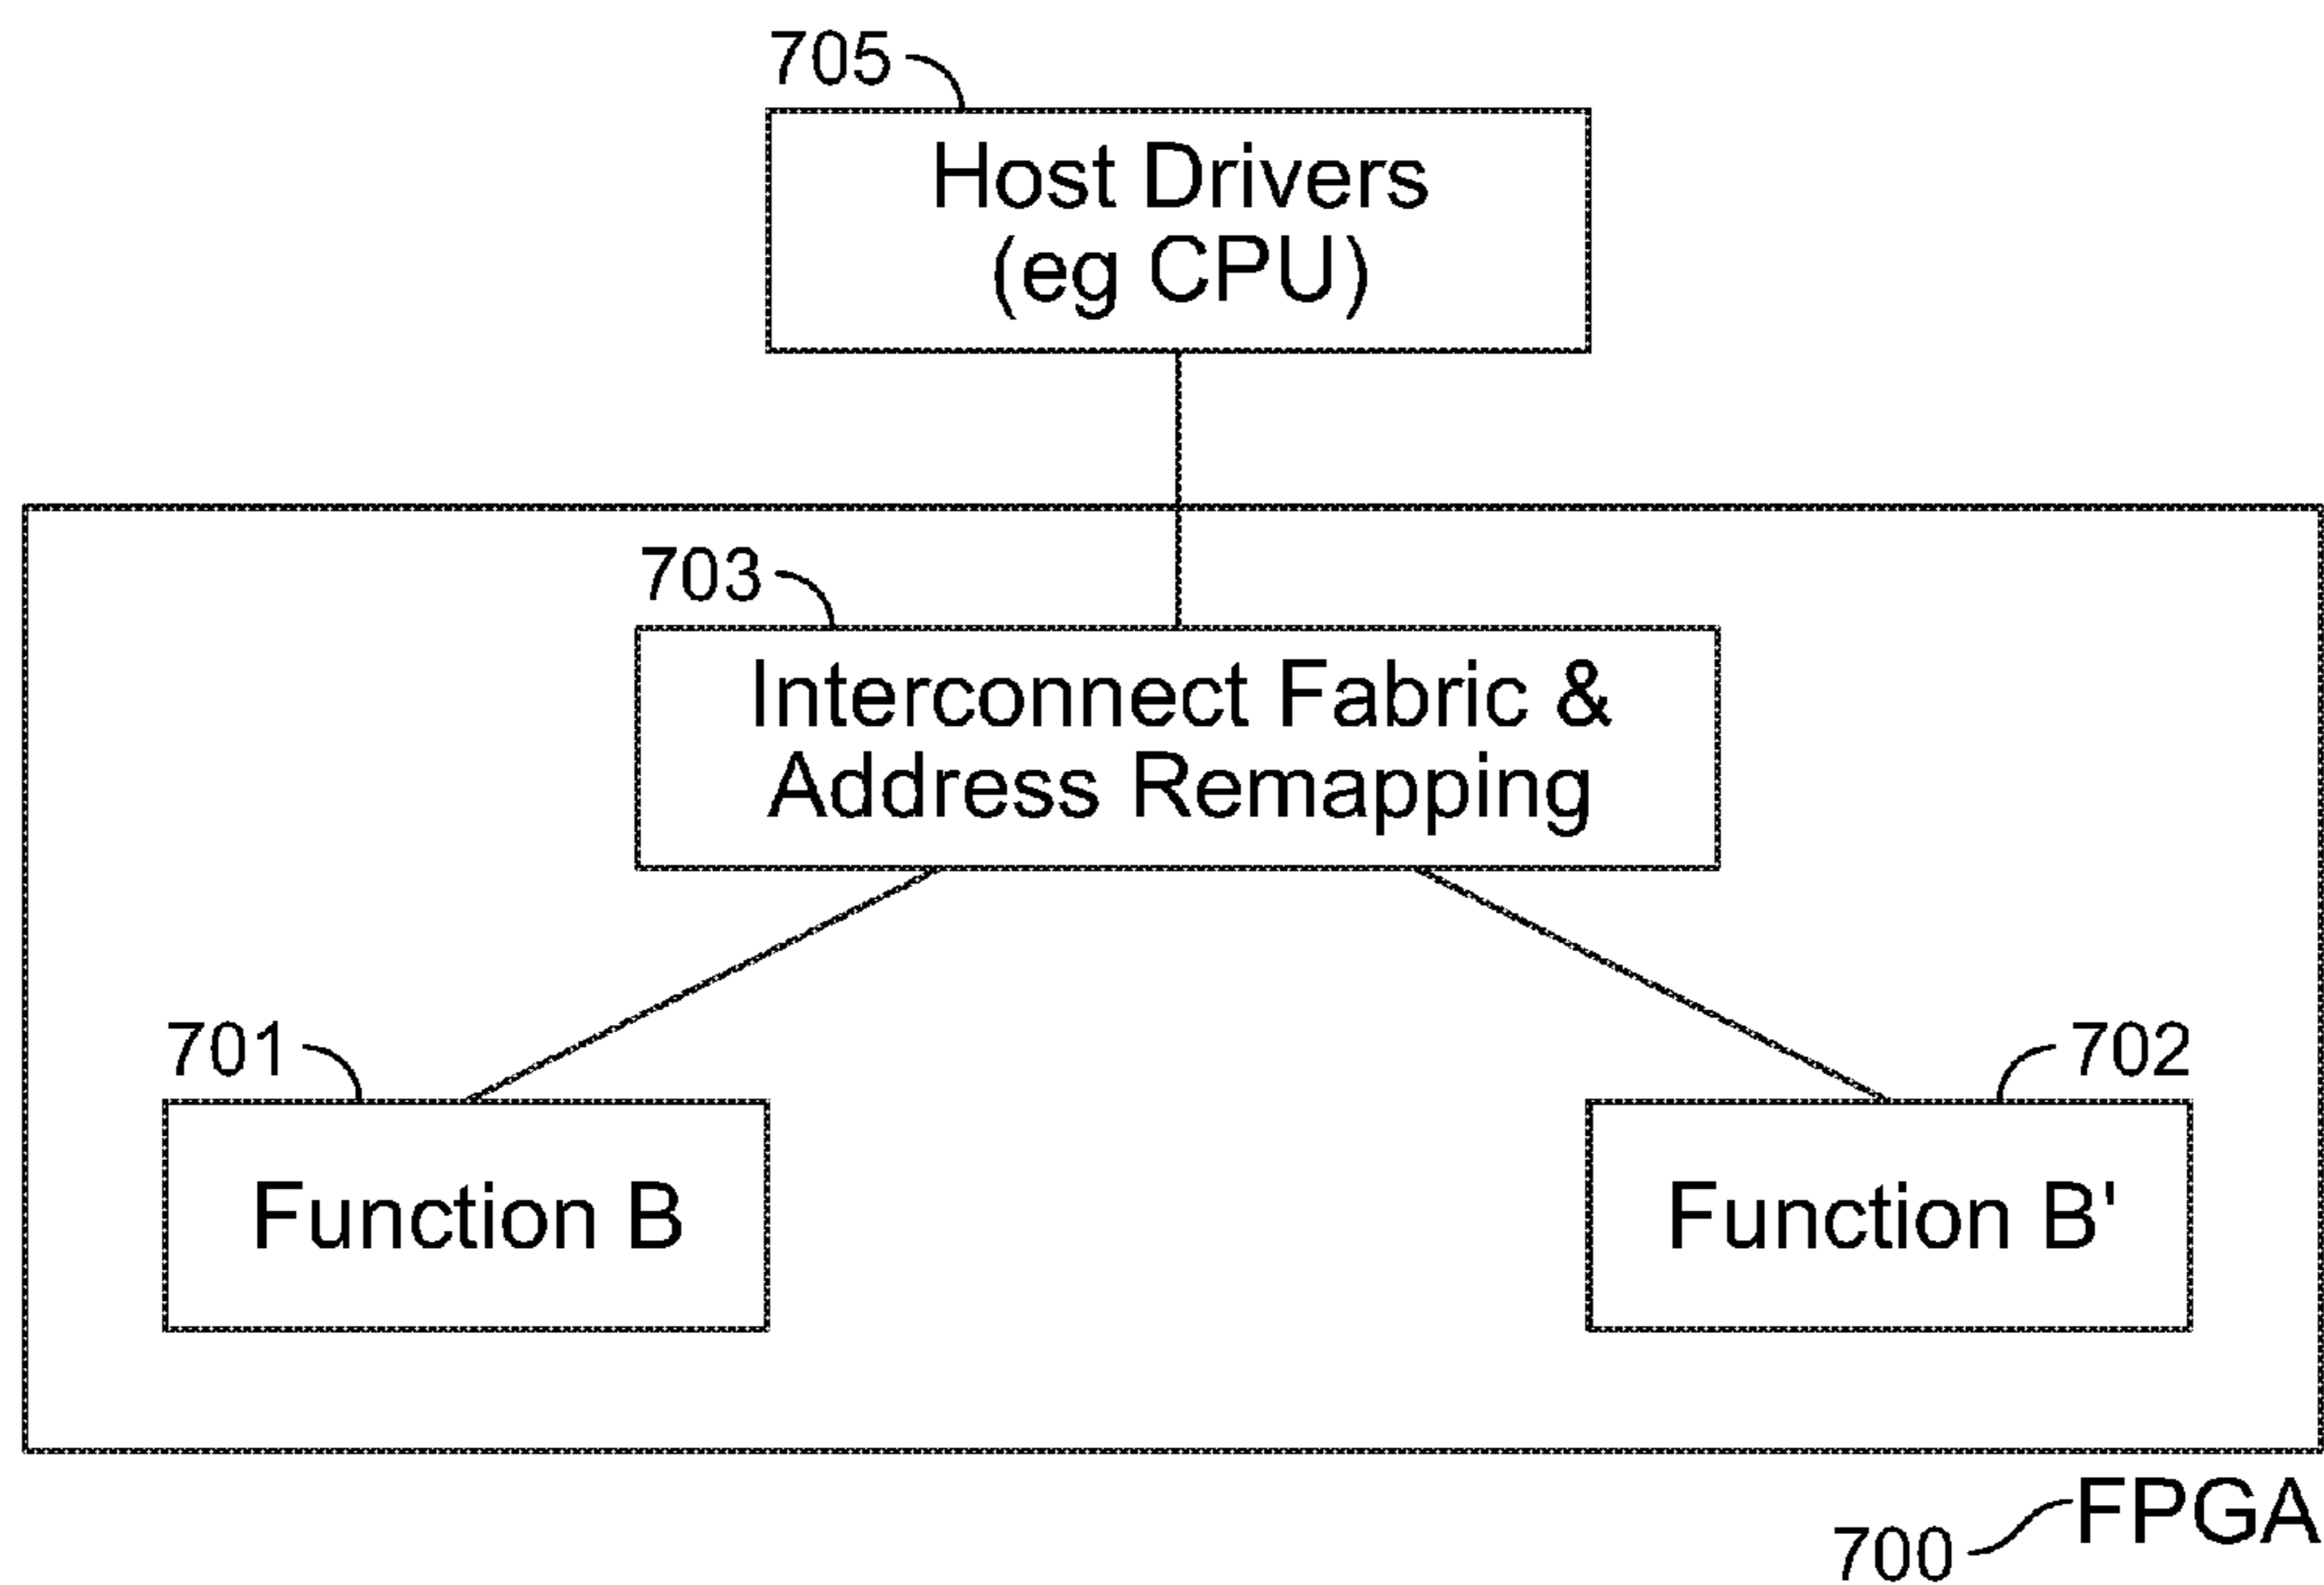 705
Host Drivers
(eg CPU)
703
Interconnect Fabric &
Address Remapping
701
702
Function B
Function B'
FPGA
700